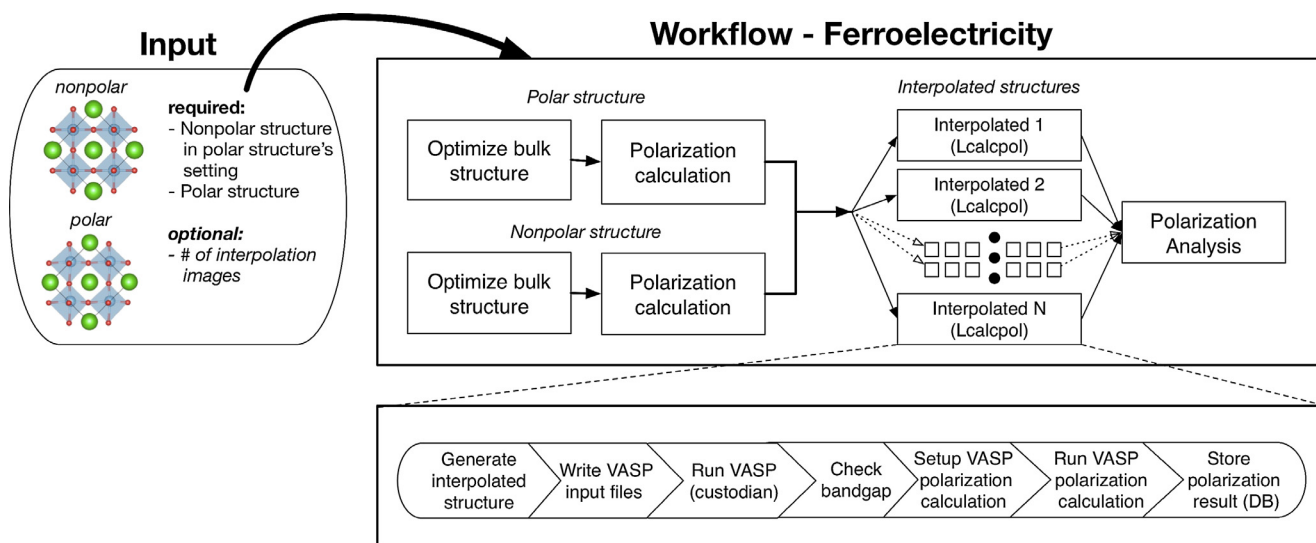 Input
nonpolar
required:
- Nonpolar structure
in polar structure's
setting
- Polar structure
polar
optional:
- # of interpolation
images
Workflow - Ferroelectricity
Polar structure
Optimize bulk
structure
Polarization
calculation
Nonpolar structure
Optimize bulk
structure
Polarization
calculation
Interpolated structures
Interpolated 1
(Lcalcpol)
Interpolated 2
(Lcalcpol)
Interpolated N
(Lcalcpol)
Polarization
Analysis
Generate
interpolated
structure
Write VASP
input files
Run VASP
(custodian)
Check
bandgap
Setup VASP
polarization
calculation
Run VASP
polarization
calculation
Store
polarization
result (DB)